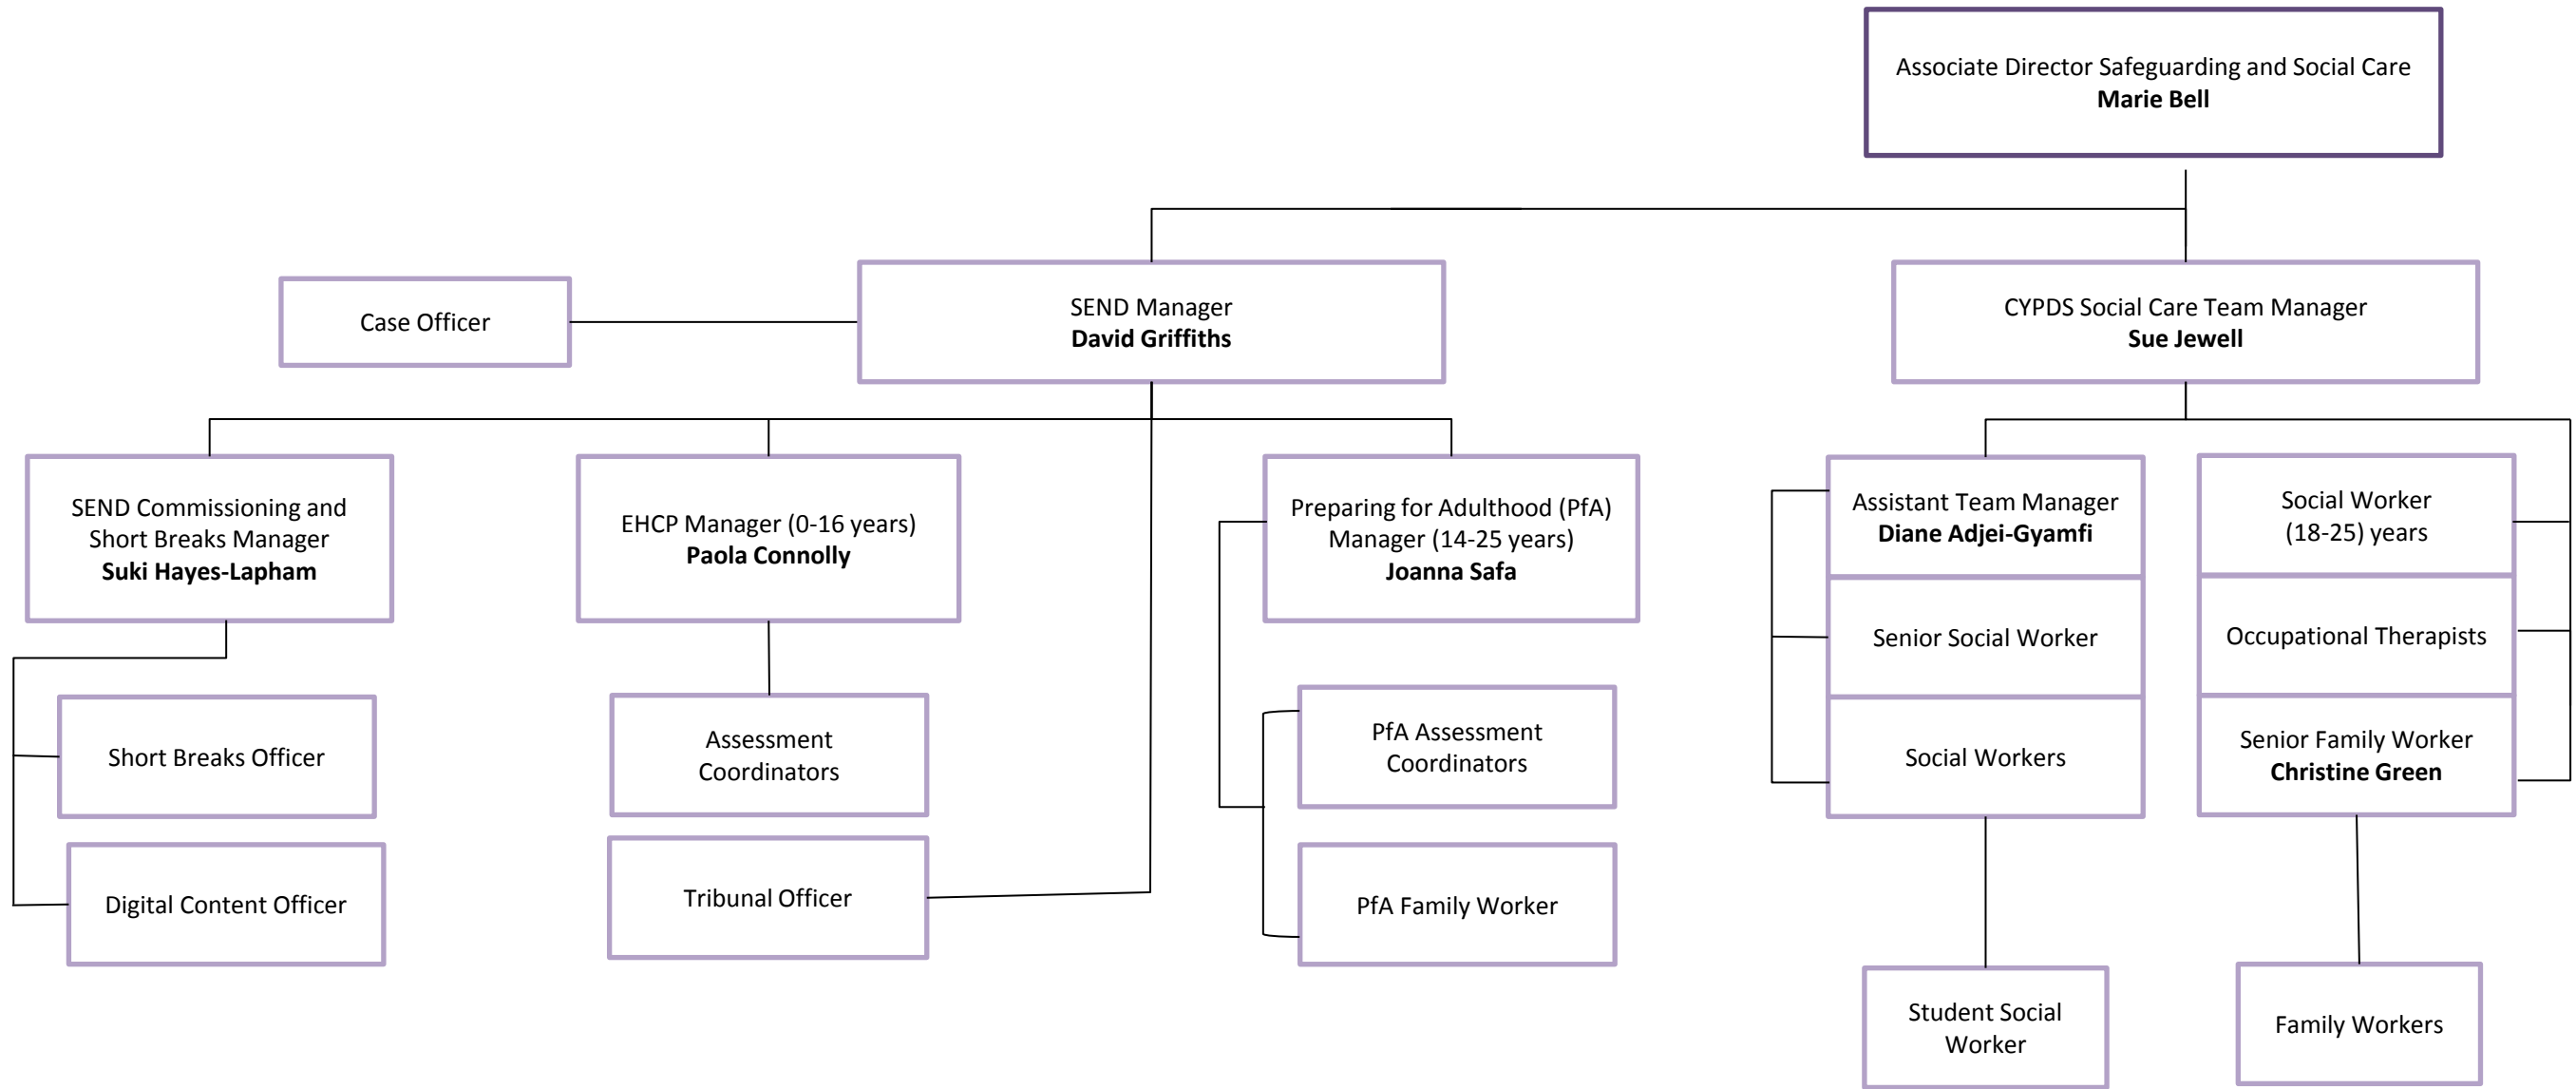 Associate Director Safeguarding and Social Care
Marie Bell
Case Officer
SEND Manager
David Griffiths
CYPDS Social Care Team Manager
Sue Jewell
SEND Commissioning and
Short Breaks Manager
Suki Hayes-Lapham
EHCP Manager (0-16 years)
Paola Connolly
Preparing for Adulthood (PfA)
Manager (14-25 years)
Joanna Safa
Assistant Team Manager
Diane Adjei-Gyamfi
Social Worker
(18-25) years
Senior Social Worker
Occupational Therapists
Short Breaks Officer
Assessment
Coordinators
PfA Assessment
Coordinators
Social Workers
Senior Family Worker
Christine Green
Digital Content Officer
Tribunal Officer
PfA Family Worker
Student Social
Worker
Family Workers